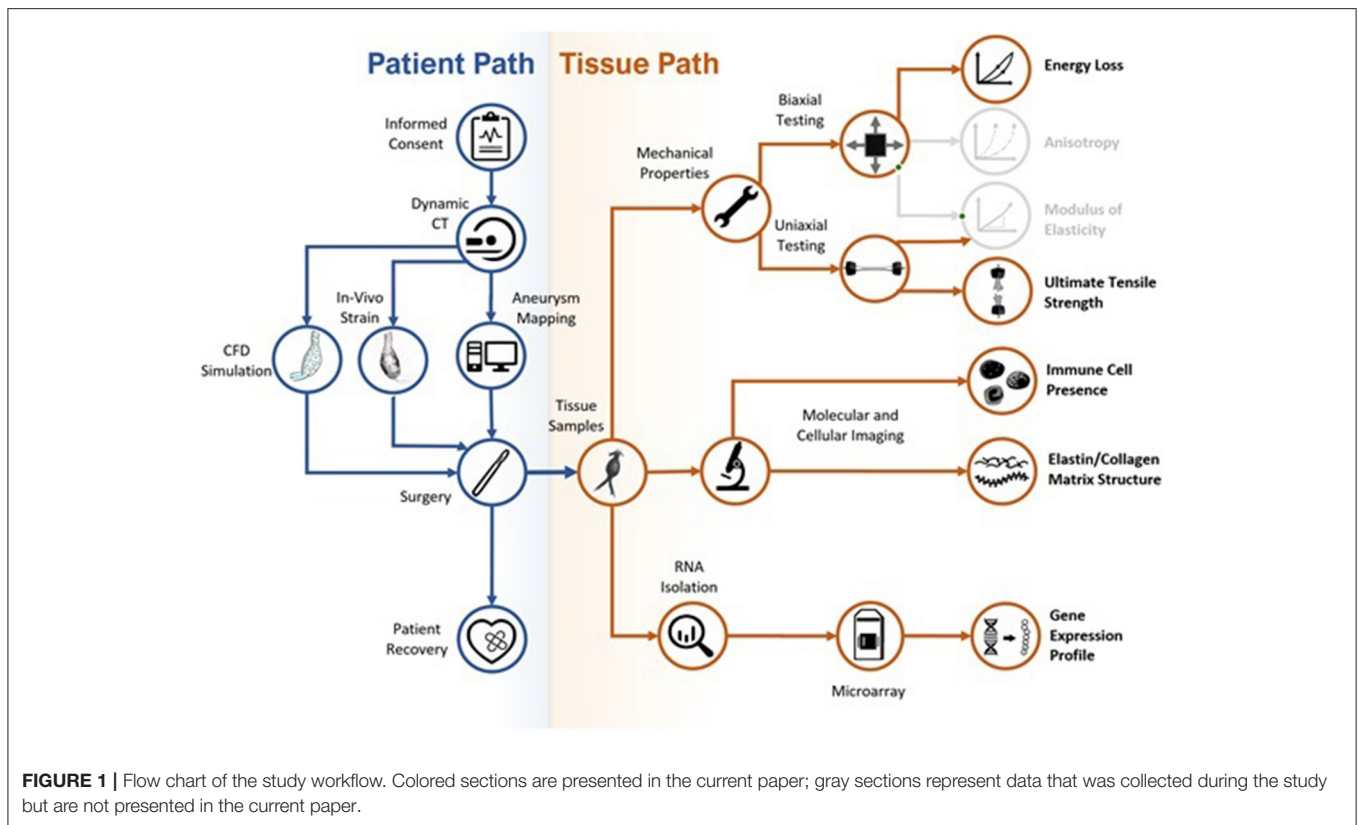 Patient Path
Tissue Path
Informed
Consent
Dynamic
CT
In-Vivo
Strain
Aneurysm
Mapping
CFD
Simulation
Surgery
Patient
Recovery
Tissue
Samples
Mechanical
Properties
Biaxial
Testing
Uniaxial
Testing
Energy Loss
Anisotropy
Modulus of
Elasticity
Ultimate Tensile
Strength
Molecular and
Cellular Imaging
Immune Cell
Presence
Elastin/Collagen
Matrix Structure
RNA
Isolation
Microarray
Gene
Expression
Profile
FIGURE 1 | Flow chart of the study workflow. Colored sections are presented in the current paper; gray sections represent data that was collected during the study
but are not presented in the current paper.